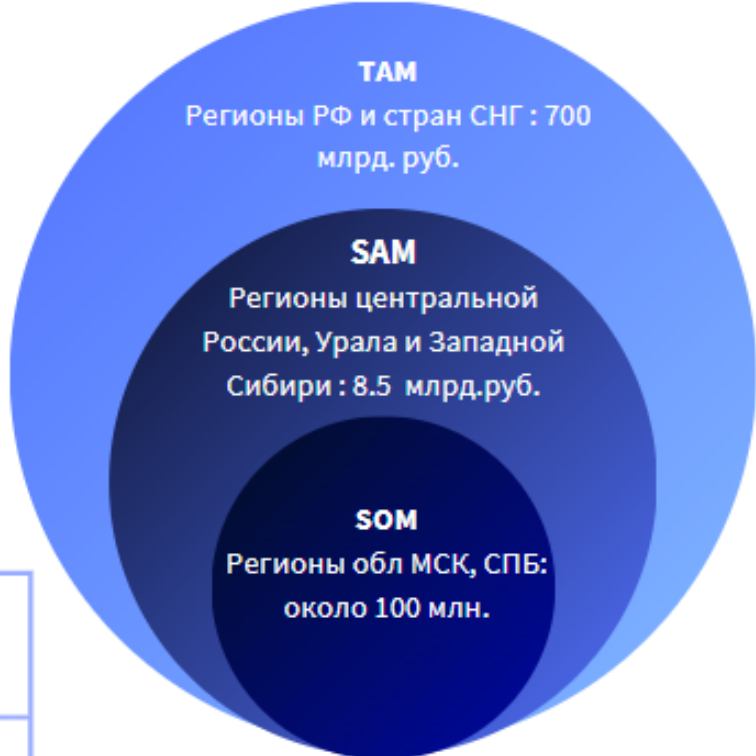 TAM
Регионы РФ и стран СНГ : 700
млрд. руб.
SAM
Регионы центральной
России, Урала и Западной
Сибири : 8.5 млрд.руб.
SOM
Регионы обл МСК, СПБ:
около 100 млн.